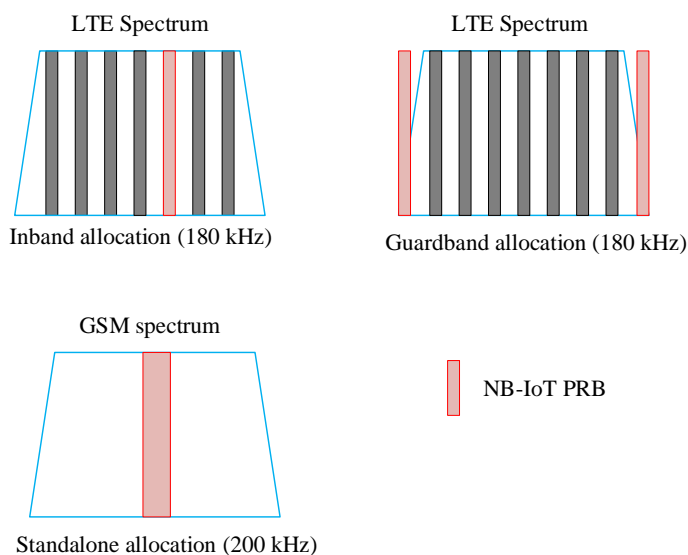 LTE Spectrum
LTE Spectrum
Inband allocation (180 kHz)
Guardband allocation (180 kHz)
GSM spectrum
NB-IoT PRB
Standalone allocation (200 kHz)